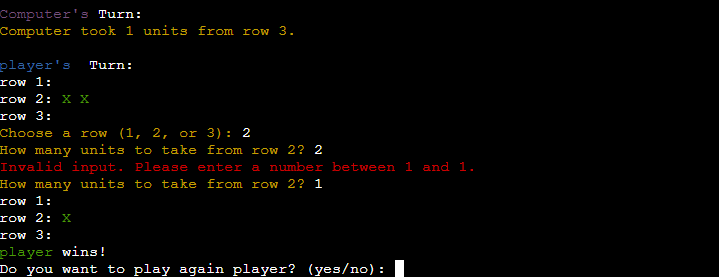 Computer's Turn:
Computer took 1 units from row 3.
player's  Turn:
row 1:
row 2: X X
row 3:
Choose a row (1, 2, or 3): 2
How many units to take from row 2? 2
Invalid input. Please enter a number between 1 and 1.
How many units to take from row 2? 1
row 1:
row 2: X
row 3:
player wins!
Do you want to play again player? (yes/no):